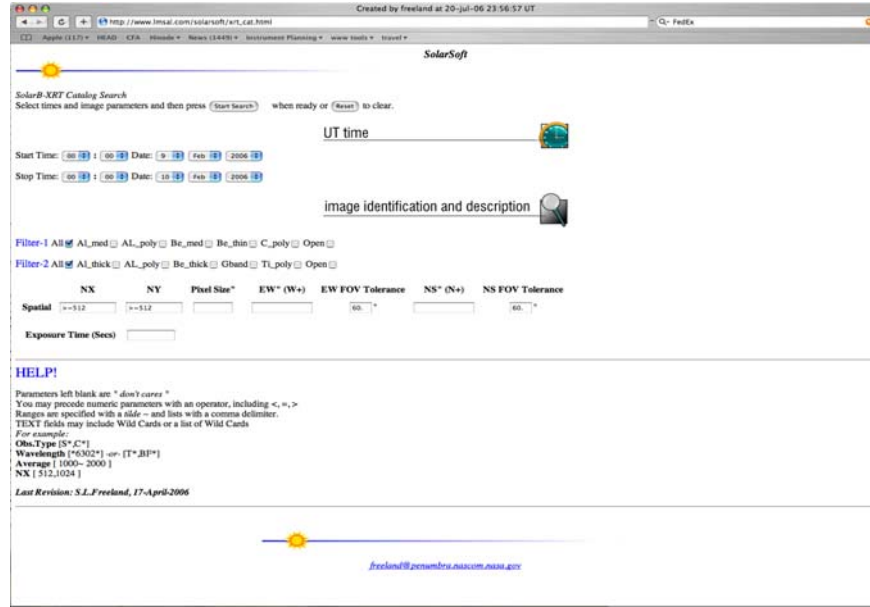 Created by freeland at 20-jul-06 23:56:57 UT
http://www.lmsal.com/solarsoft/xrt_cat.html
Q- FedEx
Apple (117) HEAD CFA Hinode News (1449) Instrument Planning www tools travel
SolarSoft
SolarB-XRT Catalog Search
Select times and image parameters and then press Start Search when ready or Reset to clear.
UT time
Start Time: 00 : 00 Date: 9 Feb 2006
Stop Time: 00 : 00 Date: 10 Feb 2006
image identification and description
Filter-1 All Al_med AL_poly Be_med Be_thin C_poly Open
Filter-2 All Al_thick AL_poly Be_thick Gband Ti_poly Open
NX NY Pixel Size" EW" (W+) EW FOV Tolerance NS" (N+) NS FOV Tolerance
Spatial >=512 >=512 60. " 60. "
Exposure Time (Secs)
HELP!
Parameters left blank are " don't cares "
You may precede numeric parameters with an operator, including <, =, >
Ranges are specified with a tilde ~ and lists with a comma delimiter.
TEXT fields may include Wild Cards or a list of Wild Cards
For example:
Obs.Type [S*,C*]
Wavelength [*6302*] -or- [T*,BF*]
Average [ 1000~ 2000 ]
NX [ 512,1024 ]
Last Revision: S.L.Freeland, 17-April-2006
freeland@penumbra.nascom.nasa.gov